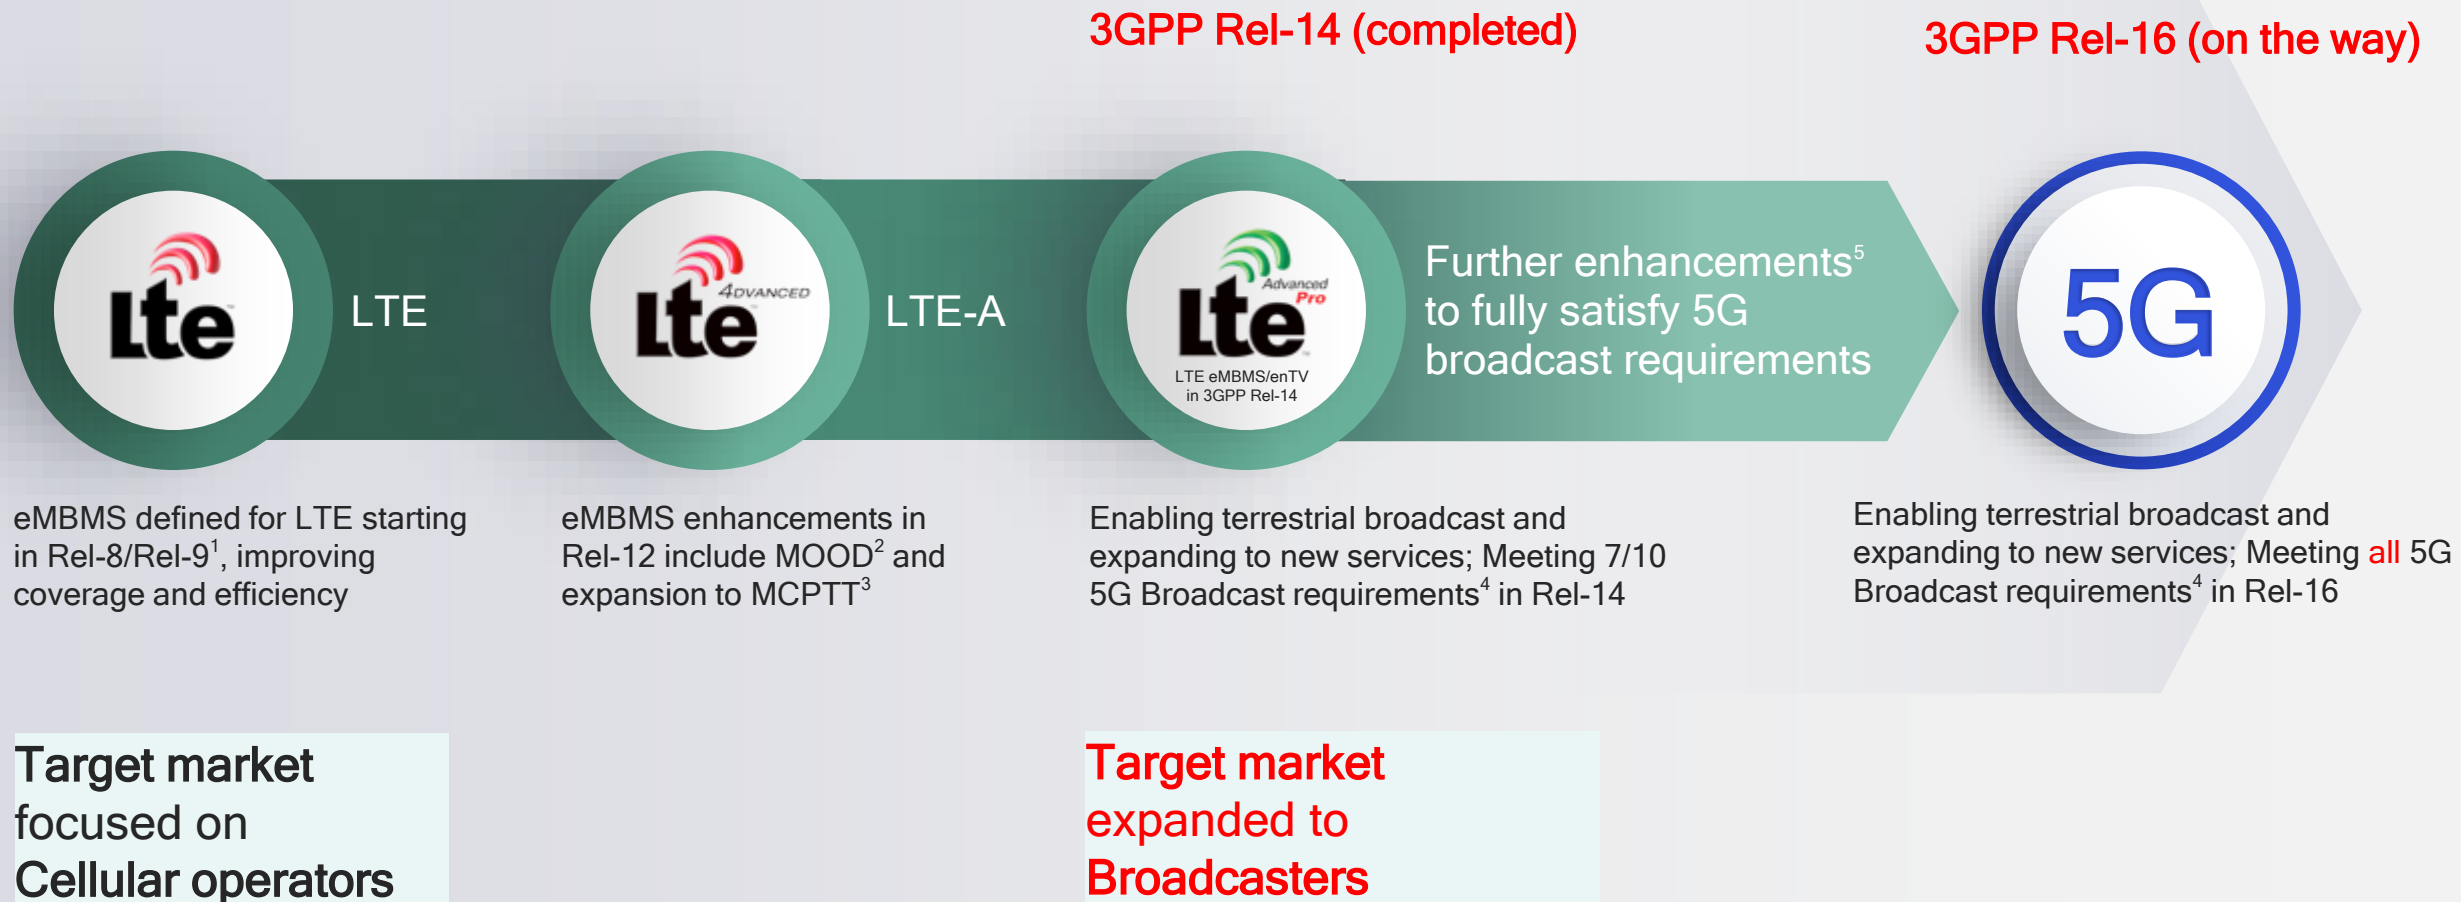 3GPP Rel-14 (completed)
3GPP Rel-16 (on the way)
Lte
LTE
Lte
4DVANCED
LTE-A
Lte
Advanced
Pro
LTE eMBMS/enTV
in 3GPP Rel-14
Further enhancements⁵
to fully satisfy 5G
broadcast requirements
5G
eMBMS defined for LTE starting
in Rel-8/Rel-9¹, improving
coverage and efficiency
eMBMS enhancements in
Rel-12 include MOOD² and
expansion to MCPTT³
Enabling terrestrial broadcast and
expanding to new services; Meeting 7/10
5G Broadcast requirements⁴ in Rel-14
Enabling terrestrial broadcast and
expanding to new services; Meeting all 5G
Broadcast requirements⁴ in Rel-16
Target market
focused on
Cellular operators
Target market
expanded to
Broadcasters